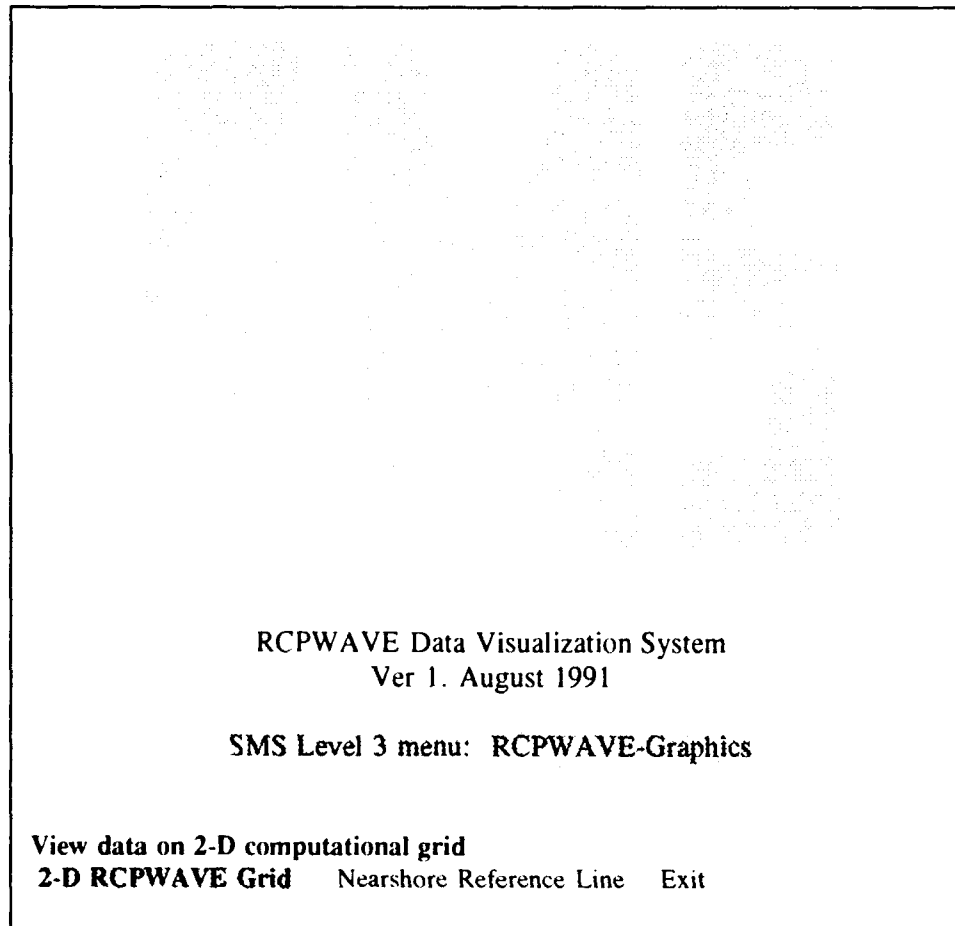 RCPWAVE Data Visualization System
Ver 1. August 1991
SMS Level 3 menu: RCPWAVE-Graphics
View data on 2-D computational grid
2-D RCPWAVE Grid Nearshore Reference Line Exit